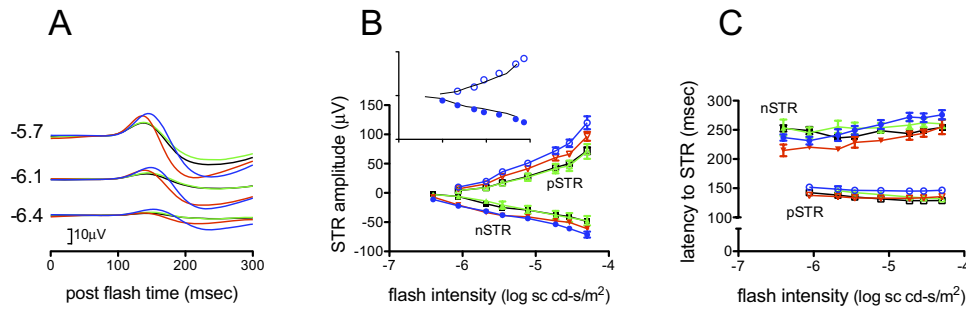 A
-5.7
-6.1
-6.4
10μV
0 100 200 300
post flash time (msec)
B
STR amplitude (μV)
150
100
50
0
-50
-100
pSTR
nSTR
-7 -6 -5 -4
flash intensity (log sc cd-s/m²)
C
latency to STR (msec)
300
250
200
150
100
0
nSTR
pSTR
-7 -6 -5 -4
flash intensity (log sc cd-s/m²)